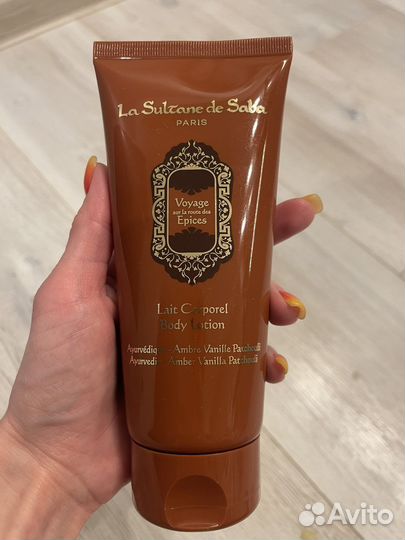 La Sultane de Saba
PARIS
Voyage
sur la route des
Epices
Lait Corporel
Body Lotion
Ayurvédique - Ambre Vanille Patchouli
Ayurvedic - Amber Vanilla Patchouli
Avito